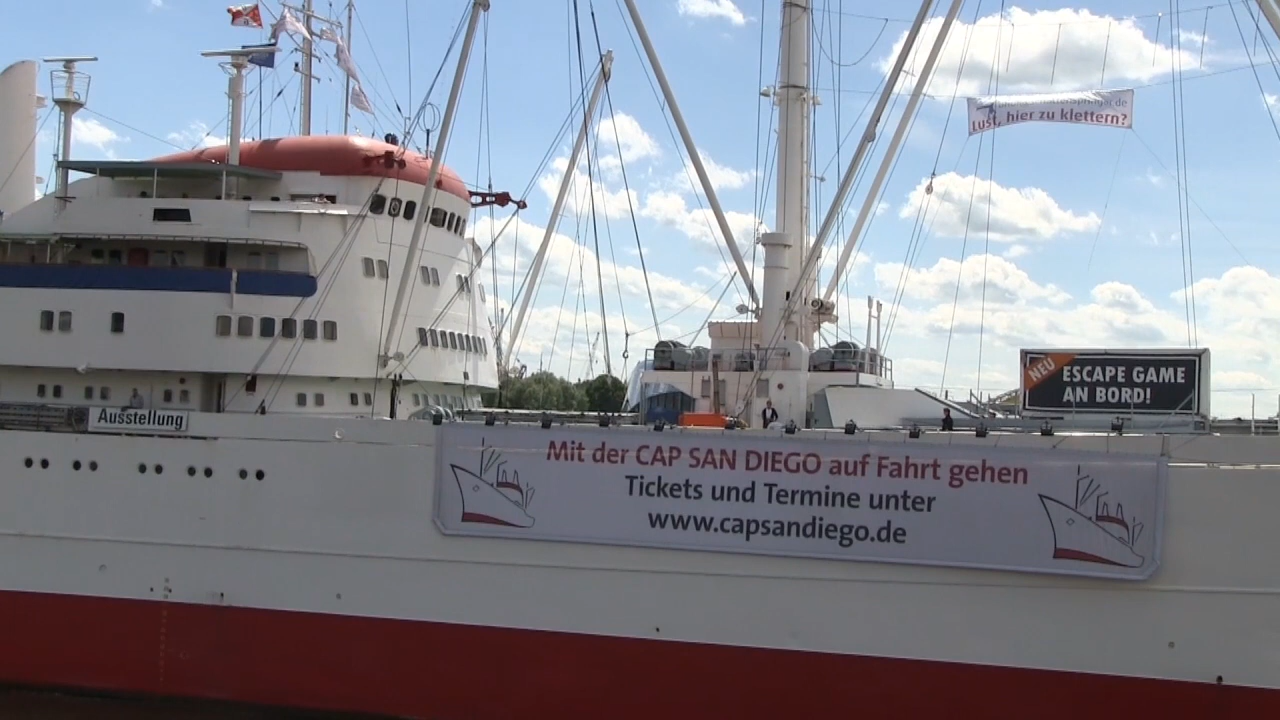 Lust, hier zu klettern?
NEU
ESCAPE GAME
AN BORD!
Ausstellung
Mit der CAP SAN DIEGO auf Fahrt gehen
Tickets und Termine unter
www.capsandiego.de